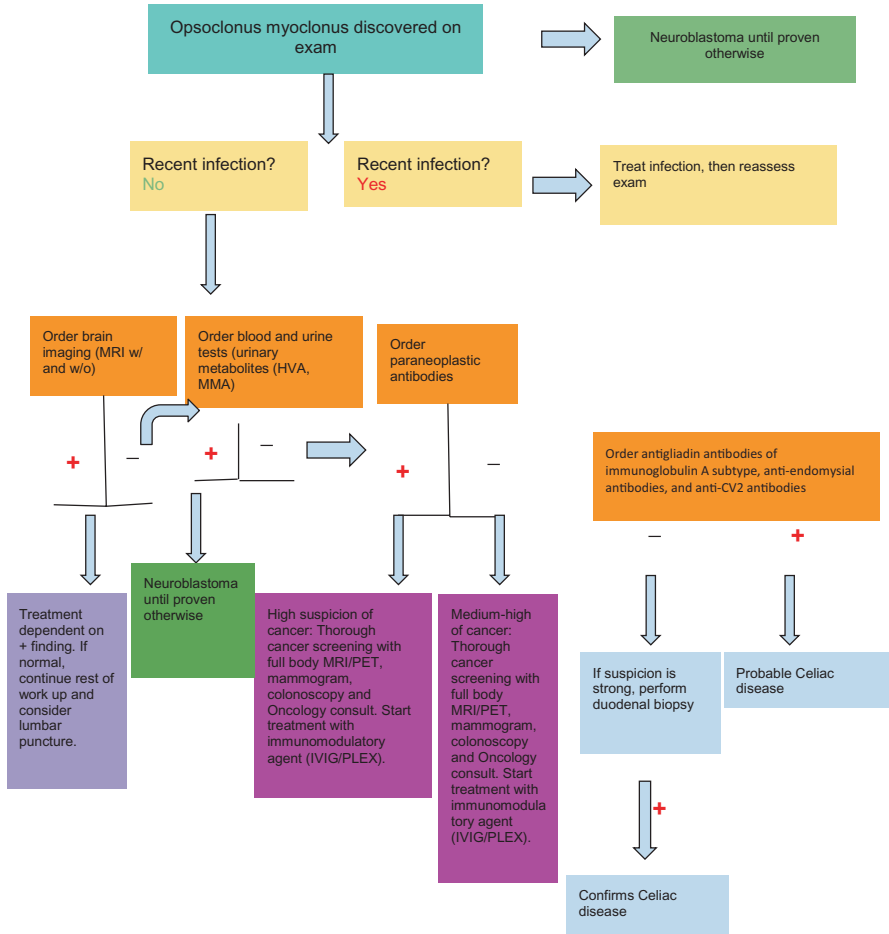 Opsoclonus myoclonus discovered on
exam
Neuroblastoma until proven
otherwise
Recent infection?
No
Recent infection?
Yes
Treat infection, then reassess
exam
Order brain
imaging (MRI w/
and w/o)
Order blood and urine
tests (urinary
metabolites (HVA,
MMA)
Order
paraneoplastic
antibodies
+
–
+
–
+
–
Order antigliadin antibodies of
immunoglobulin A subtype, anti-endomysial
antibodies, and anti-CV2 antibodies
–
+
Treatment
dependent on
+ finding. If
normal,
continue rest of
work up and
consider
lumbar
puncture.
Neuroblastoma
until proven
otherwise
High suspicion of
cancer: Thorough
cancer screening with
full body MRI/PET,
mammogram,
colonoscopy and
Oncology consult. Start
treatment with
immunomodulatory
agent (IVIG/PLEX).
Medium-high
of cancer:
Thorough
cancer
screening with
full body
MRI/PET,
mammogram,
colonoscopy
and Oncology
consult. Start
treatment with
immunomodula
tory agent
(IVIG/PLEX).
If suspicion is
strong, perform
duodenal biopsy
Probable Celiac
disease
+
Confirms Celiac
disease